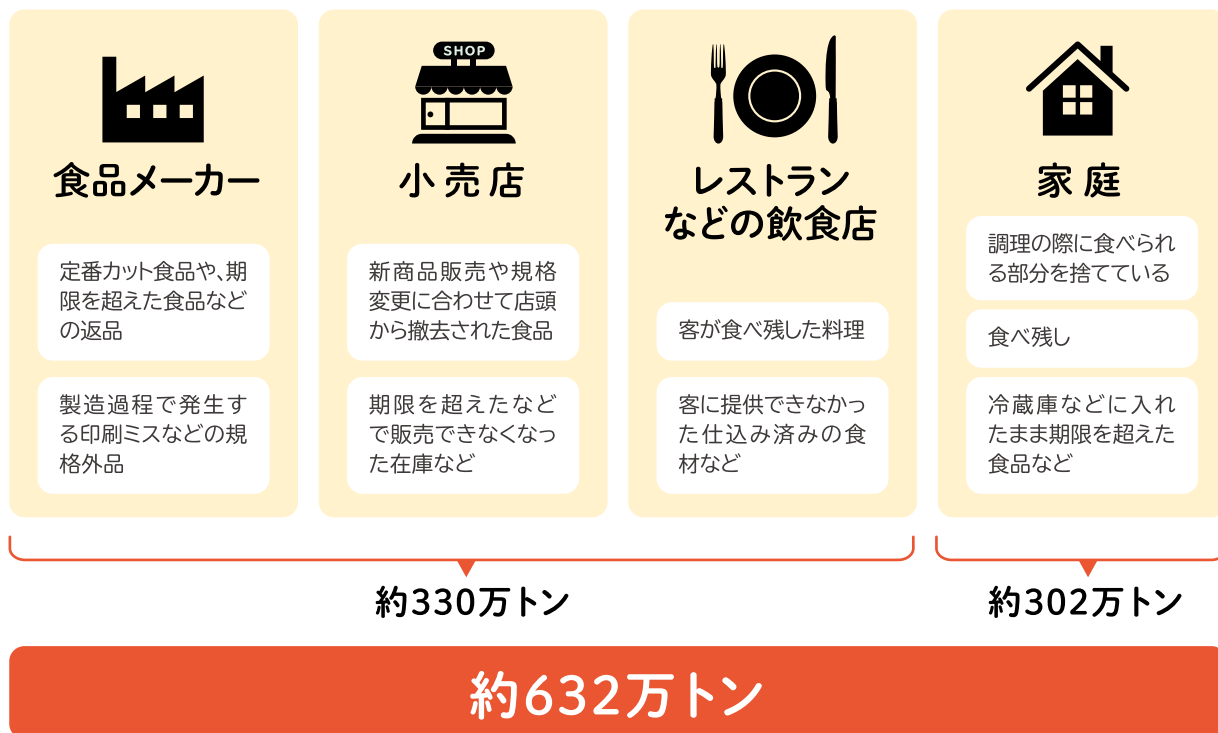 SHOP
食品メーカー
定番カット食品や、期
限を超えた食品など
の返品
製造過程で発生す
る印刷ミスなどの規
格外品
小売店
新商品販売や規格
変更に合わせて店頭
から撤去された食品
期限を超えたなど
で販売できなくなっ
た在庫など
レストラン
などの飲食店
客が食べ残した料理
客に提供できなかっ
た仕込み済みの食
材など
家庭
調理の際に食べられ
る部分を捨てている
食べ残し
冷蔵庫などに入れ
たまま期限を超えた
食品など
約330万トン
約302万トン
約632万トン